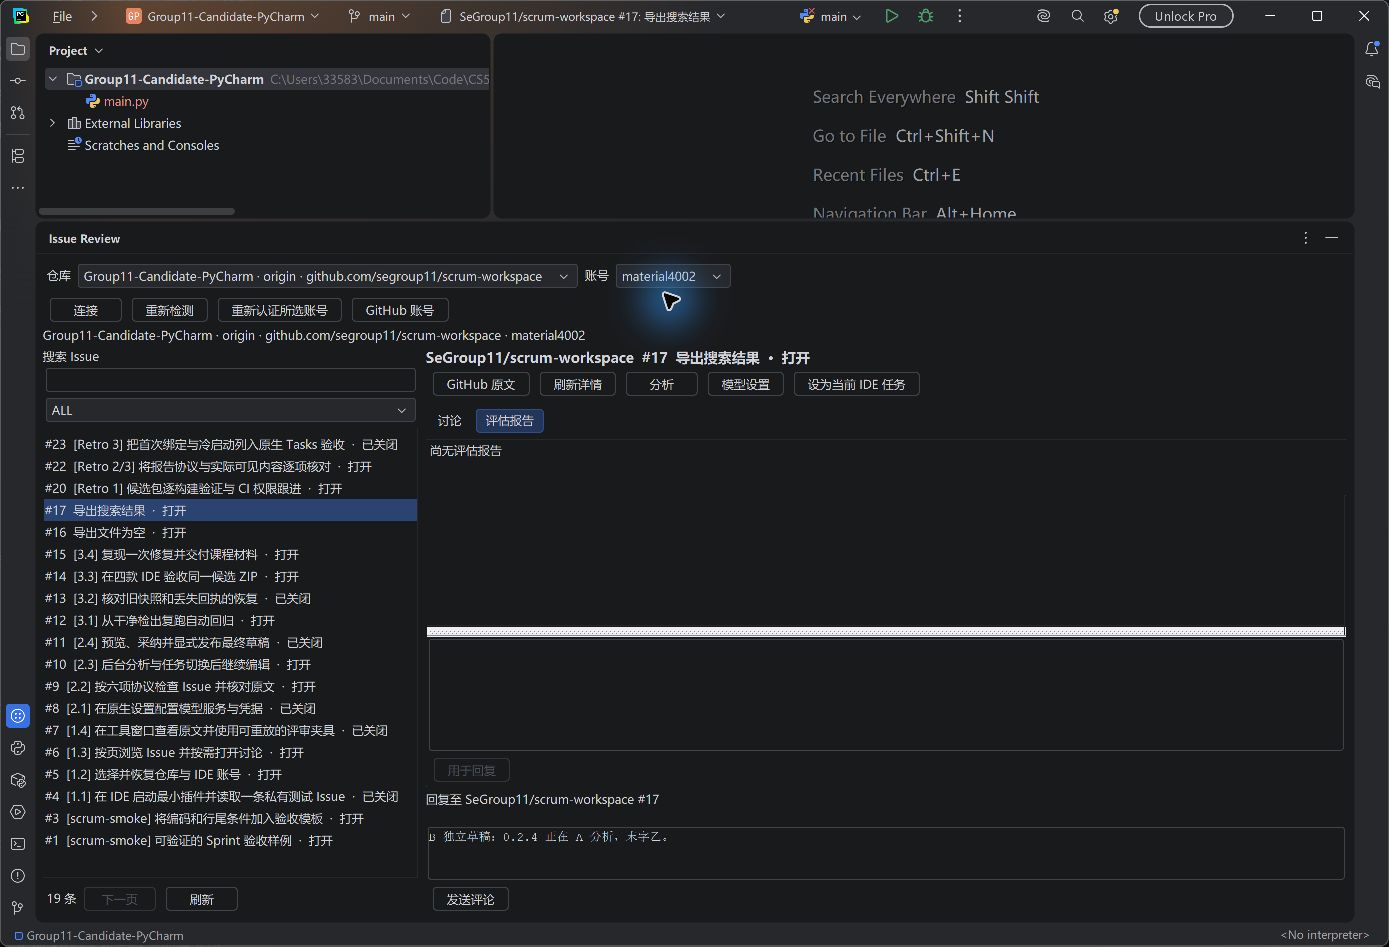 PC File GP Group11-Candidate-PyCharm main SeGroup11/scrum-workspace #17: 导出搜索结果 main Unlock Pro
Project
Group11-Candidate-PyCharm C:\Users\33583\Documents\Code\CS5
main.py
External Libraries
Scratches and Consoles
Search Everywhere Shift Shift
Go to File Ctrl+Shift+N
Recent Files Ctrl+E
Navigation Bar Alt+Home
Issue Review
仓库 Group11-Candidate-PyCharm · origin · github.com/segroup11/scrum-workspace 账号 material4002
连接 重新检测 重新认证所选账号 GitHub 账号
Group11-Candidate-PyCharm · origin · github.com/segroup11/scrum-workspace · material4002
搜索 Issue
ALL
#23 [Retro 3] 把首次绑定与冷启动列入原生 Tasks 验收 · 已关闭
#22 [Retro 2/3] 将报告协议与实际可见内容逐项核对 · 打开
#20 [Retro 1] 候选包逐构建验证与 CI 权限跟进 · 打开
#17 导出搜索结果 · 打开
#16 导出文件为空 · 打开
#15 [3.4] 复现一次修复并交付课程材料 · 打开
#14 [3.3] 在四款 IDE 验收同一候选 ZIP · 打开
#13 [3.2] 核对旧快照和丢失回执的恢复 · 已关闭
#12 [3.1] 从干净检出复跑自动回归 · 打开
#11 [2.4] 预览、采纳并显式发布最终草稿 · 已关闭
#10 [2.3] 后台分析与任务切换后继续编辑 · 打开
#9 [2.2] 按六项协议检查 Issue 并核对原文 · 打开
#8 [2.1] 在原生设置配置模型服务与凭据 · 已关闭
#7 [1.4] 在工具窗口查看原文并使用可重放的评审夹具 · 已关闭
#6 [1.3] 按页浏览 Issue 并按需打开讨论 · 打开
#5 [1.2] 选择并恢复仓库与 IDE 账号 · 打开
#4 [1.1] 在 IDE 启动最小插件并读取一条私有测试 Issue · 已关闭
#3 [scrum-smoke] 将编码和行尾条件加入验收模板 · 打开
#1 [scrum-smoke] 可验证的 Sprint 验收样例 · 打开
19 条 下一页 刷新
SeGroup11/scrum-workspace #17 导出搜索结果 • 打开
GitHub 原文 刷新详情 分析 模型设置 设为当前 IDE 任务
讨论 评估报告
尚无评估报告
用于回复
回复至 SeGroup11/scrum-workspace #17
B 独立草稿：0.2.4 正在 A 分析，末字乙。
发送评论
Group11-Candidate-PyCharm <No interpreter>